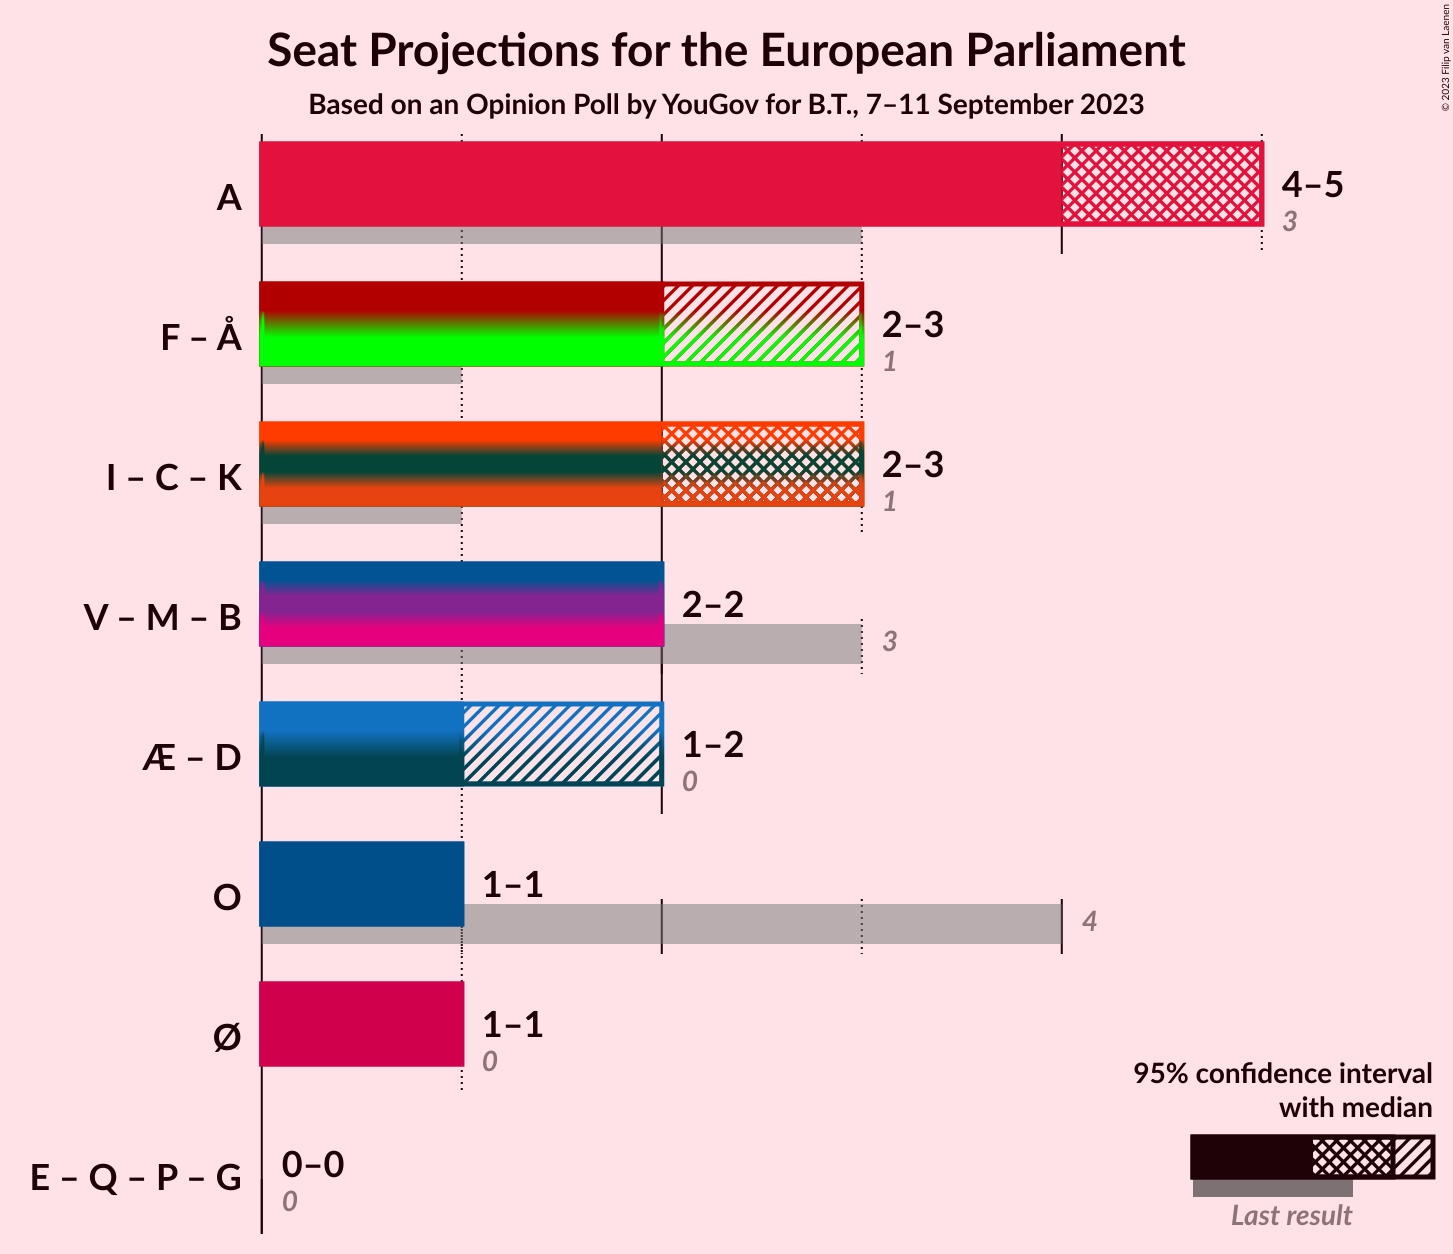 Seat Projections for the European Parliament
Based on an Opinion Poll by YouGov for B.T., 7–11 September 2023
© 2023 Filip van Laenen
A
4–5
3
F – Å
2–3
1
I – C – K
2–3
1
V – M – B
2–2
3
Æ – D
1–2
0
O
1–1
4
Ø
1–1
0
E – Q – P – G
0–0
0
95% confidence interval
with median
Last result